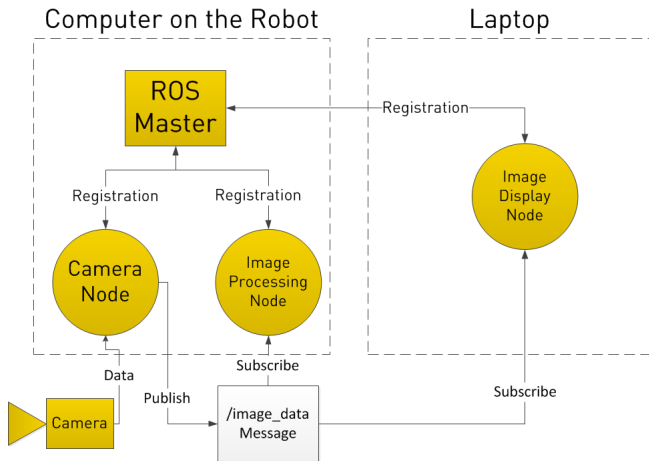 Computer on the Robot
Laptop
ROS
Master
Registration
Registration
Registration
Image
Display
Node
Camera
Node
Image
Processing
Node
Data
Publish
Subscribe
Subscribe
Camera
/image_data
Message